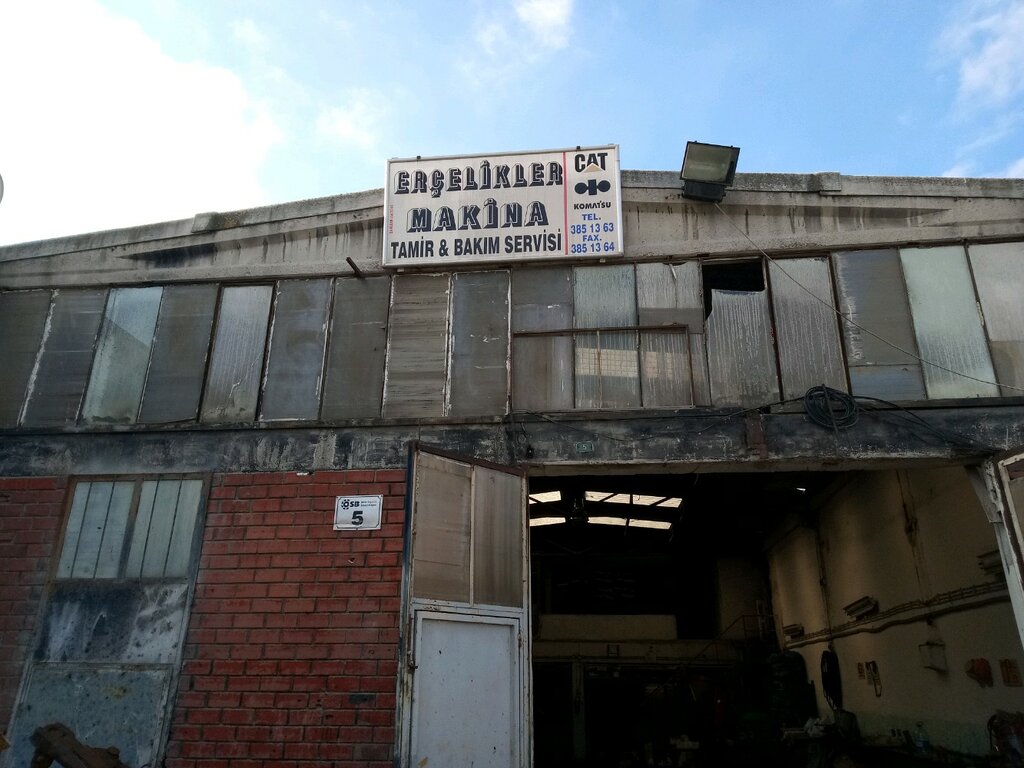 ERÇELİKLER
MAKİNA
TAMİR & BAKIM SERVİSİ
CAT
KOMATSU
TEL.
385 13 63
FAX.
385 13 64
OSB
5